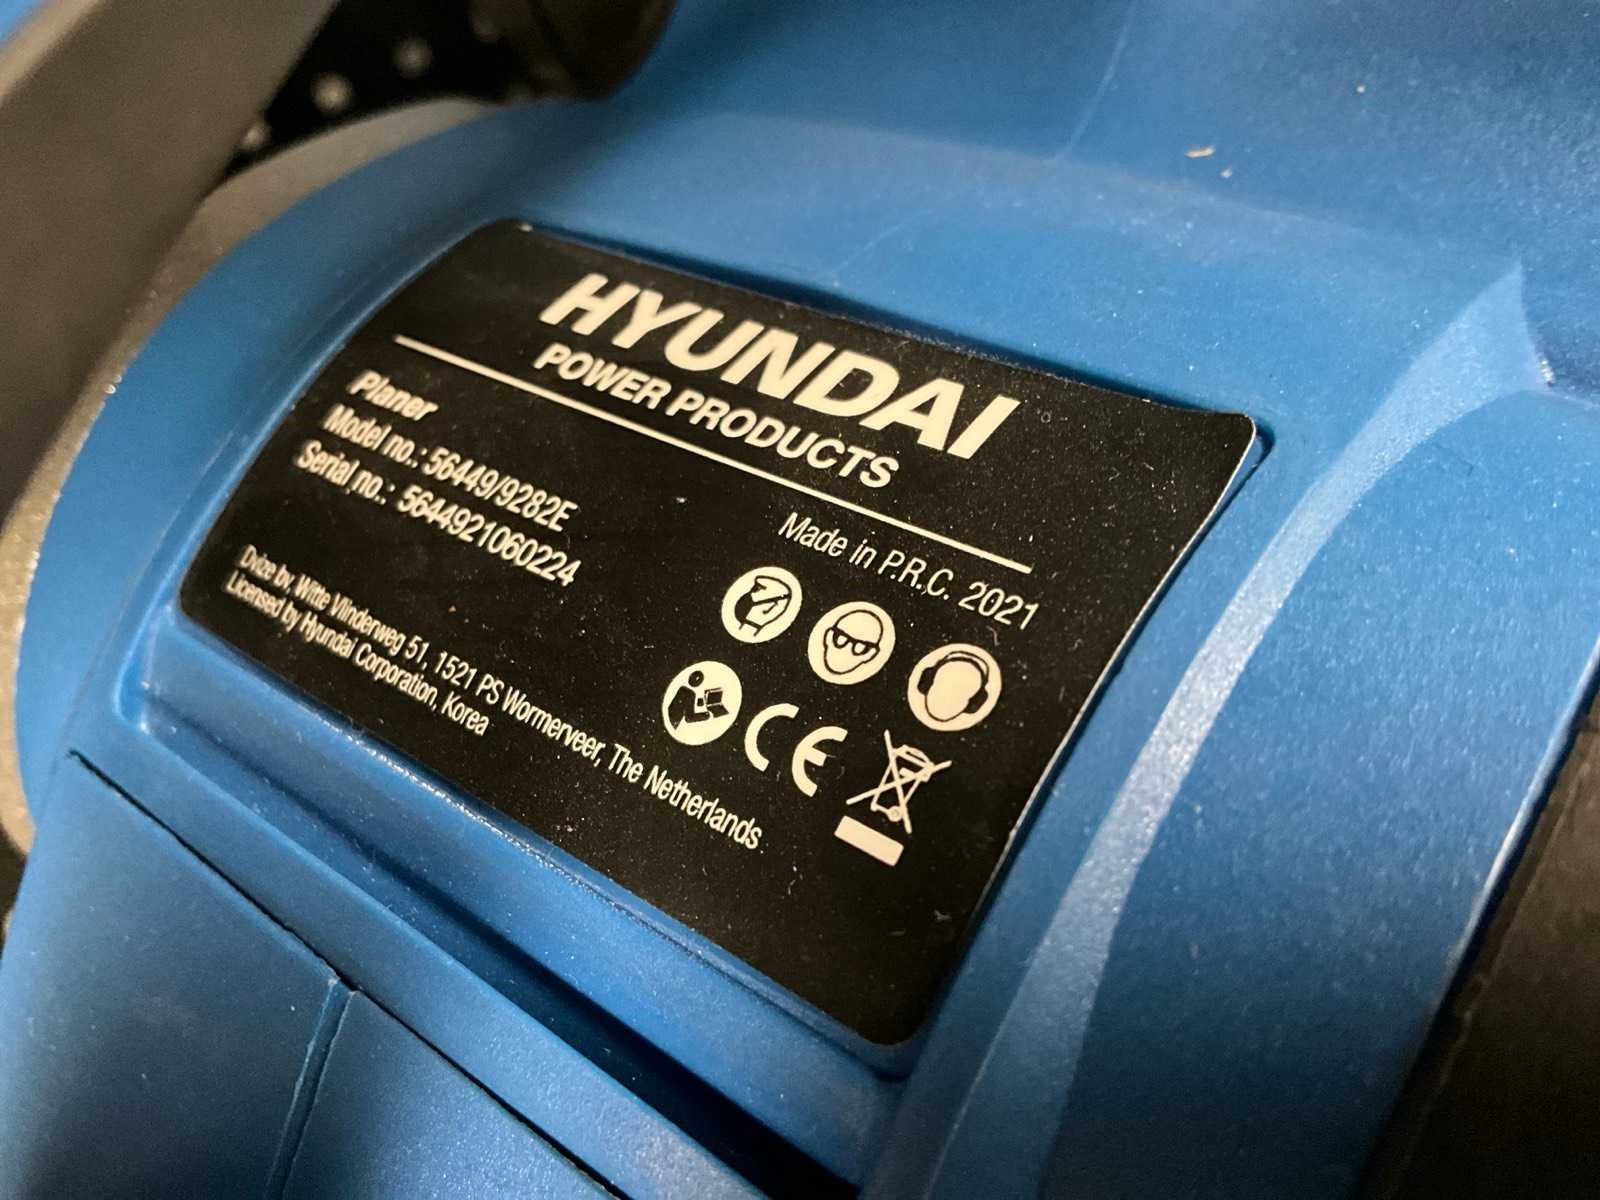 HYUNDAI
POWER PRODUCTS
Planer
Model no.: 56449/9282E
Serial no.: 5644921060224
Made in P.R.C. 2021
Dvize bv, Witte Vlinderweg 51, 1521 PS Wormerveer, The Netherlands
Licensed by Hyundai Corporation, Korea
CE